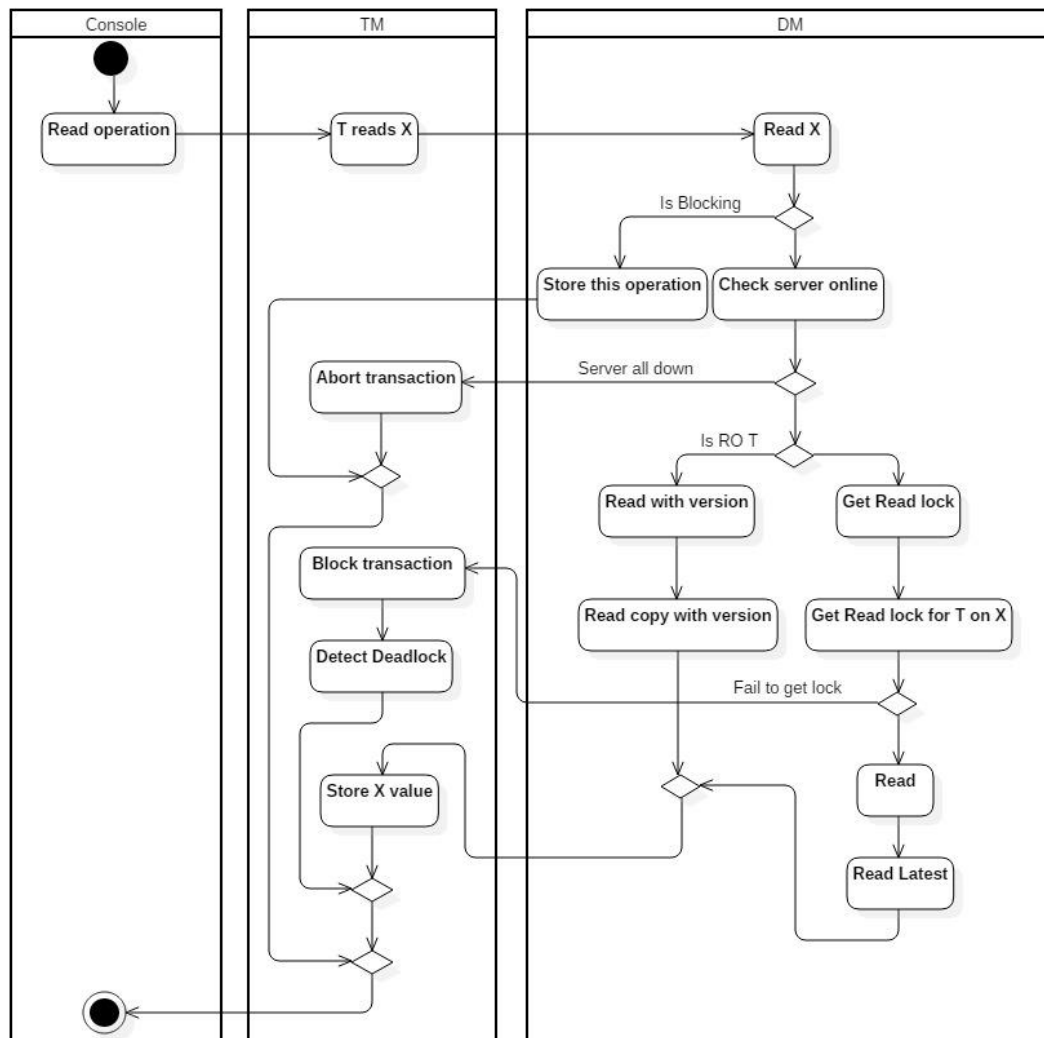 Console
TM
DM
Read operation
T reads X
Read X
Is Blocking
Store this operation
Check server online
Server all down
Abort transaction
Is RO T
Read with version
Get Read lock
Block transaction
Read copy with version
Get Read lock for T on X
Detect Deadlock
Fail to get lock
Store X value
Read
Read Latest